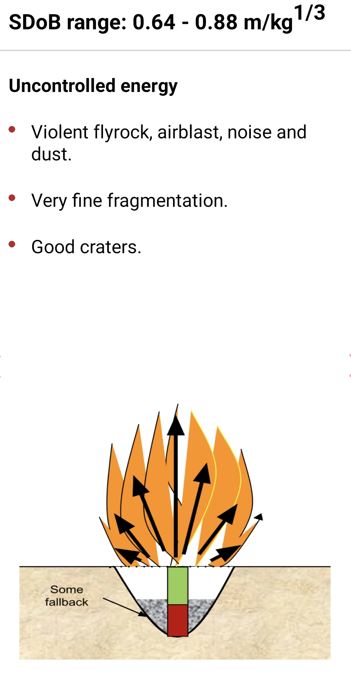 SDoB range: 0.64 - 0.88 m/kg^1/3
Uncontrolled energy
• Violent flyrock, airblast, noise and
dust.
• Very fine fragmentation.
• Good craters.
Some
fallback